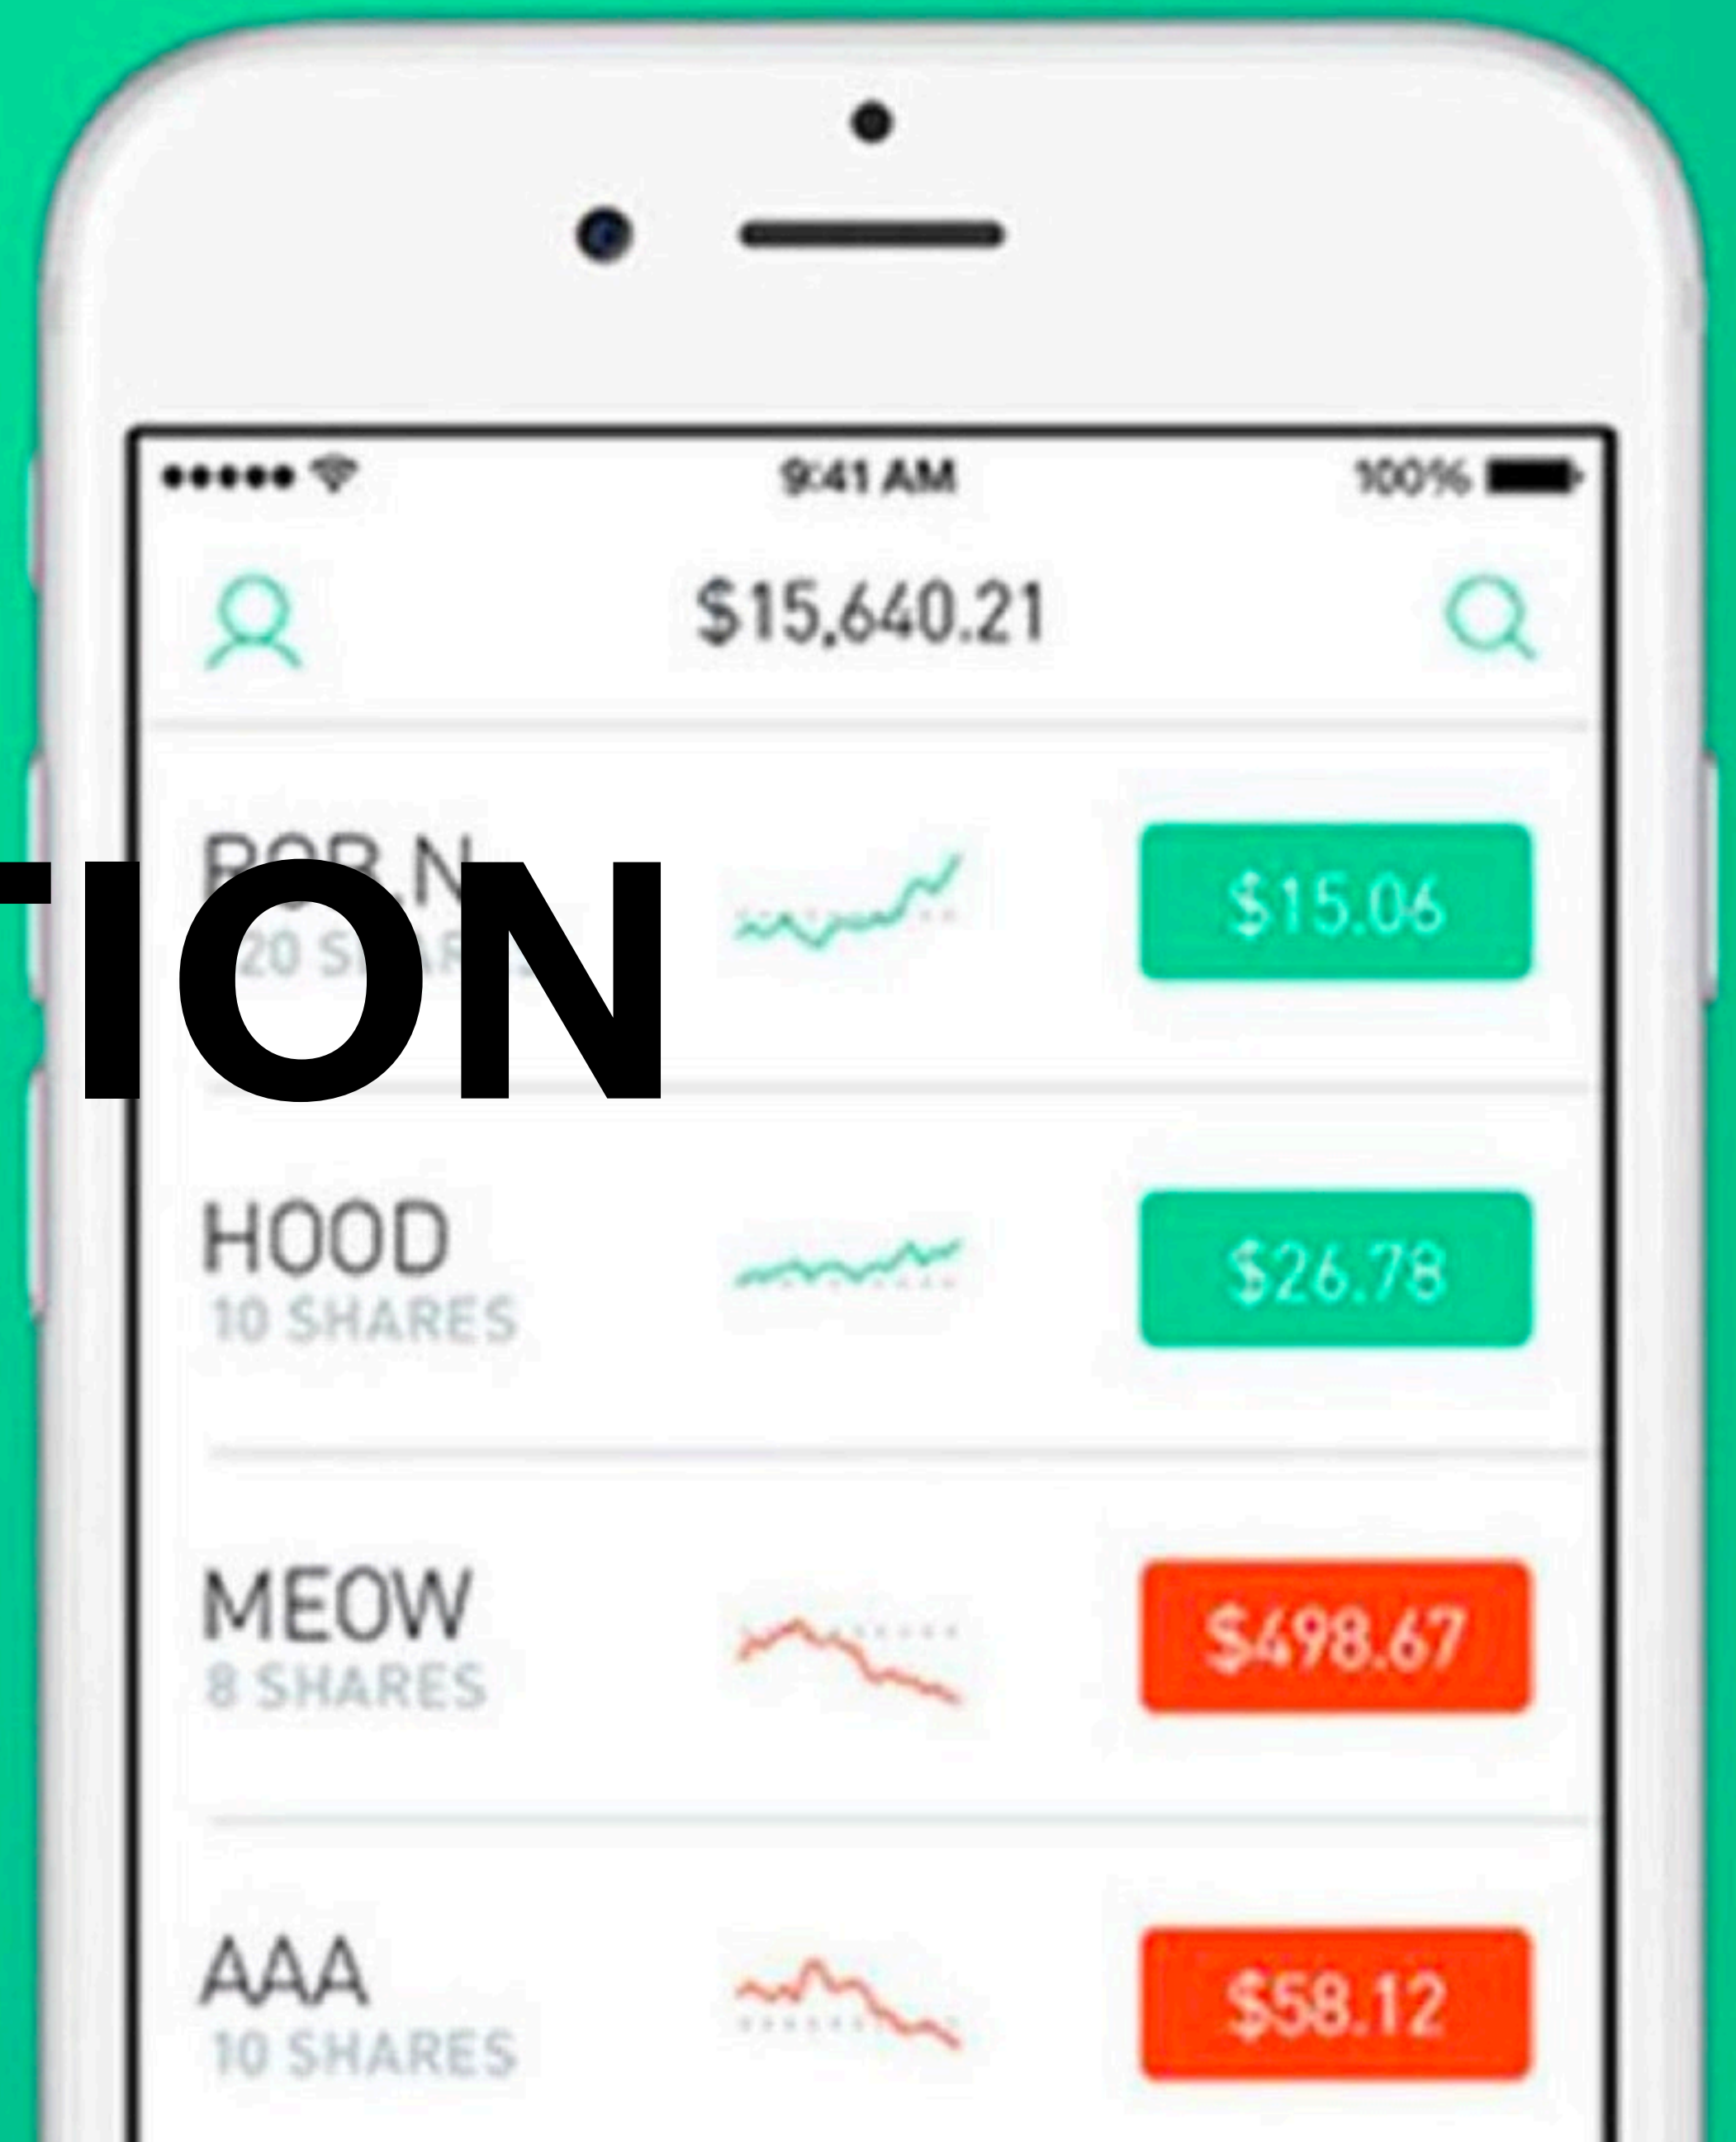 9:41 AM 100%
$15,640.21
TION
$15.06
HOOD
10 SHARES
$26.78
MEOW
8 SHARES
$498.67
AAA
10 SHARES
$58.12